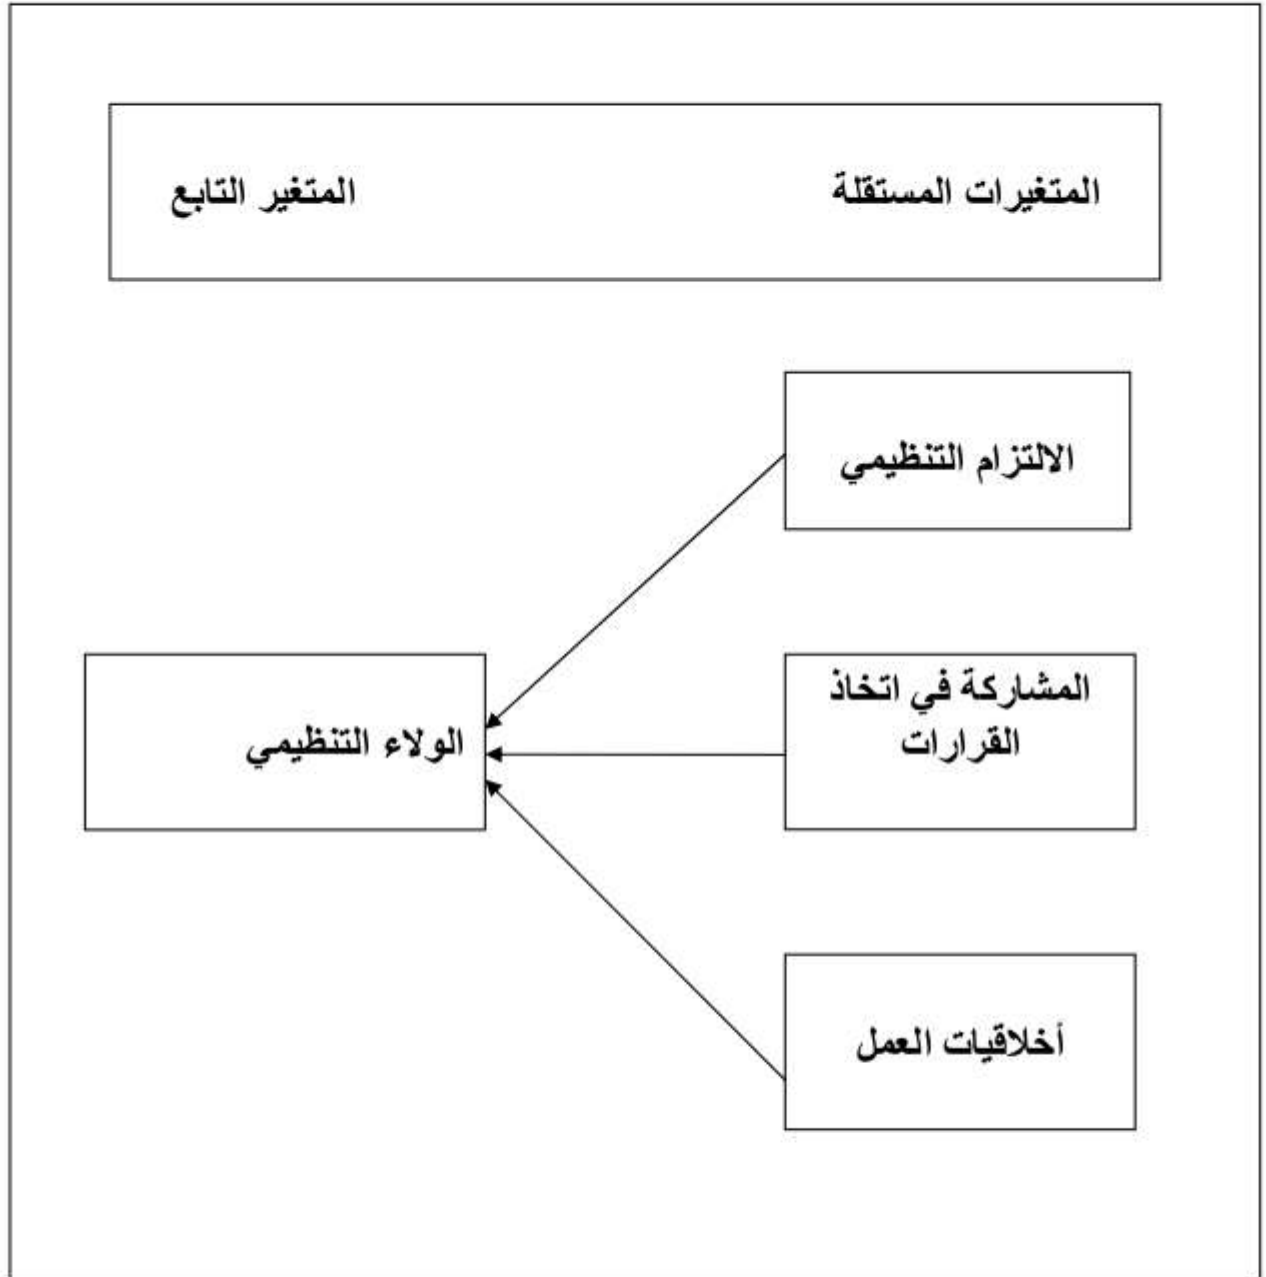 المتغيرات المستقلة
المتغير التابع
الالتزام التنظيمي
المشاركة في اتخاذ
القرارات
الولاء التنظيمي
أخلاقيات العمل